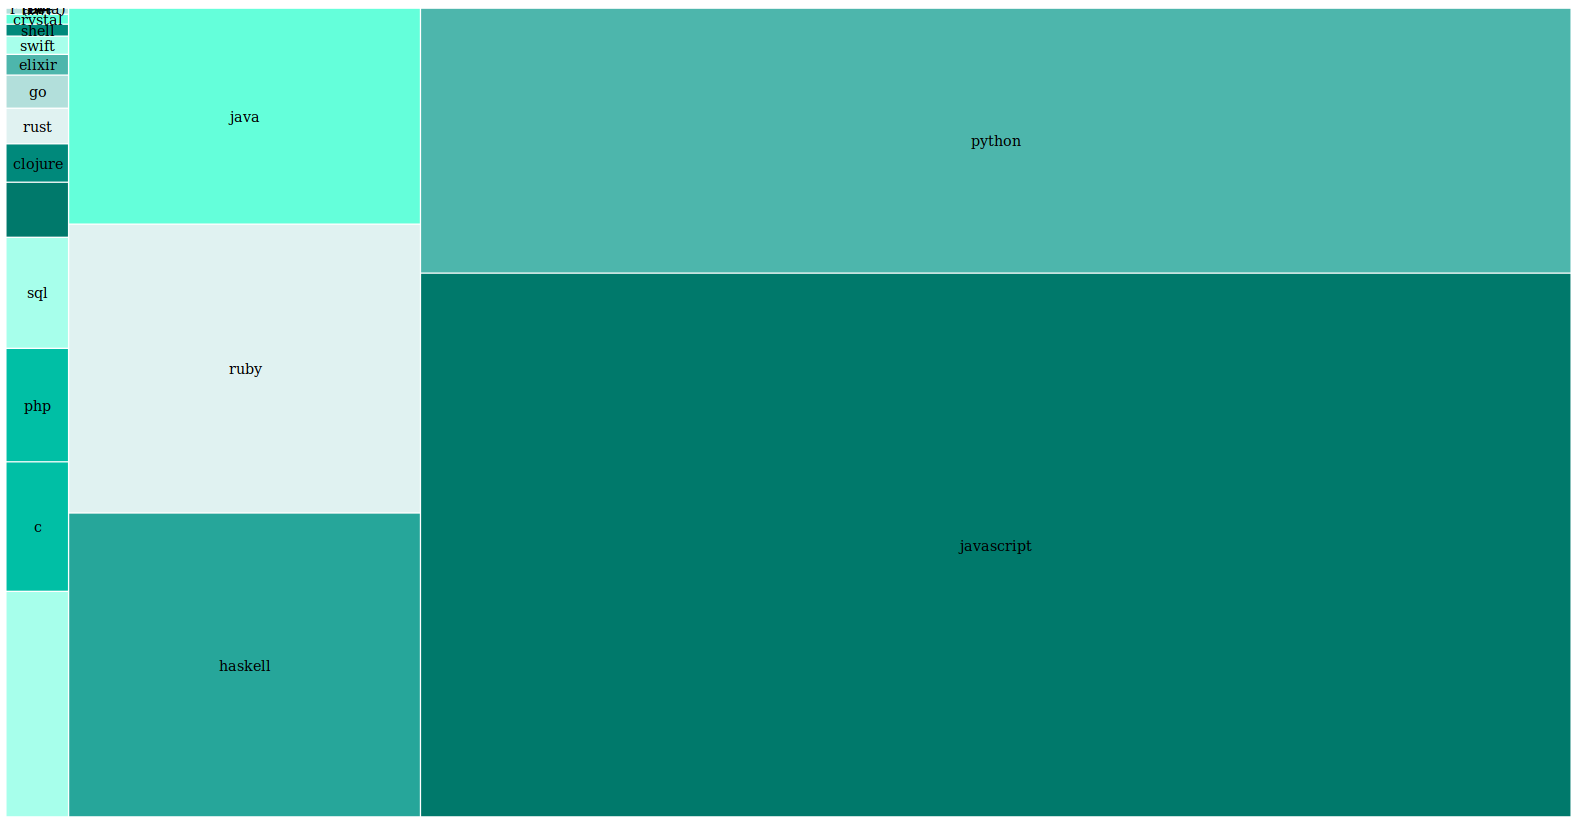 crystal
shell
swift
elixir
go
rust
clojure
sql
php
c
java
ruby
haskell
python
javascript